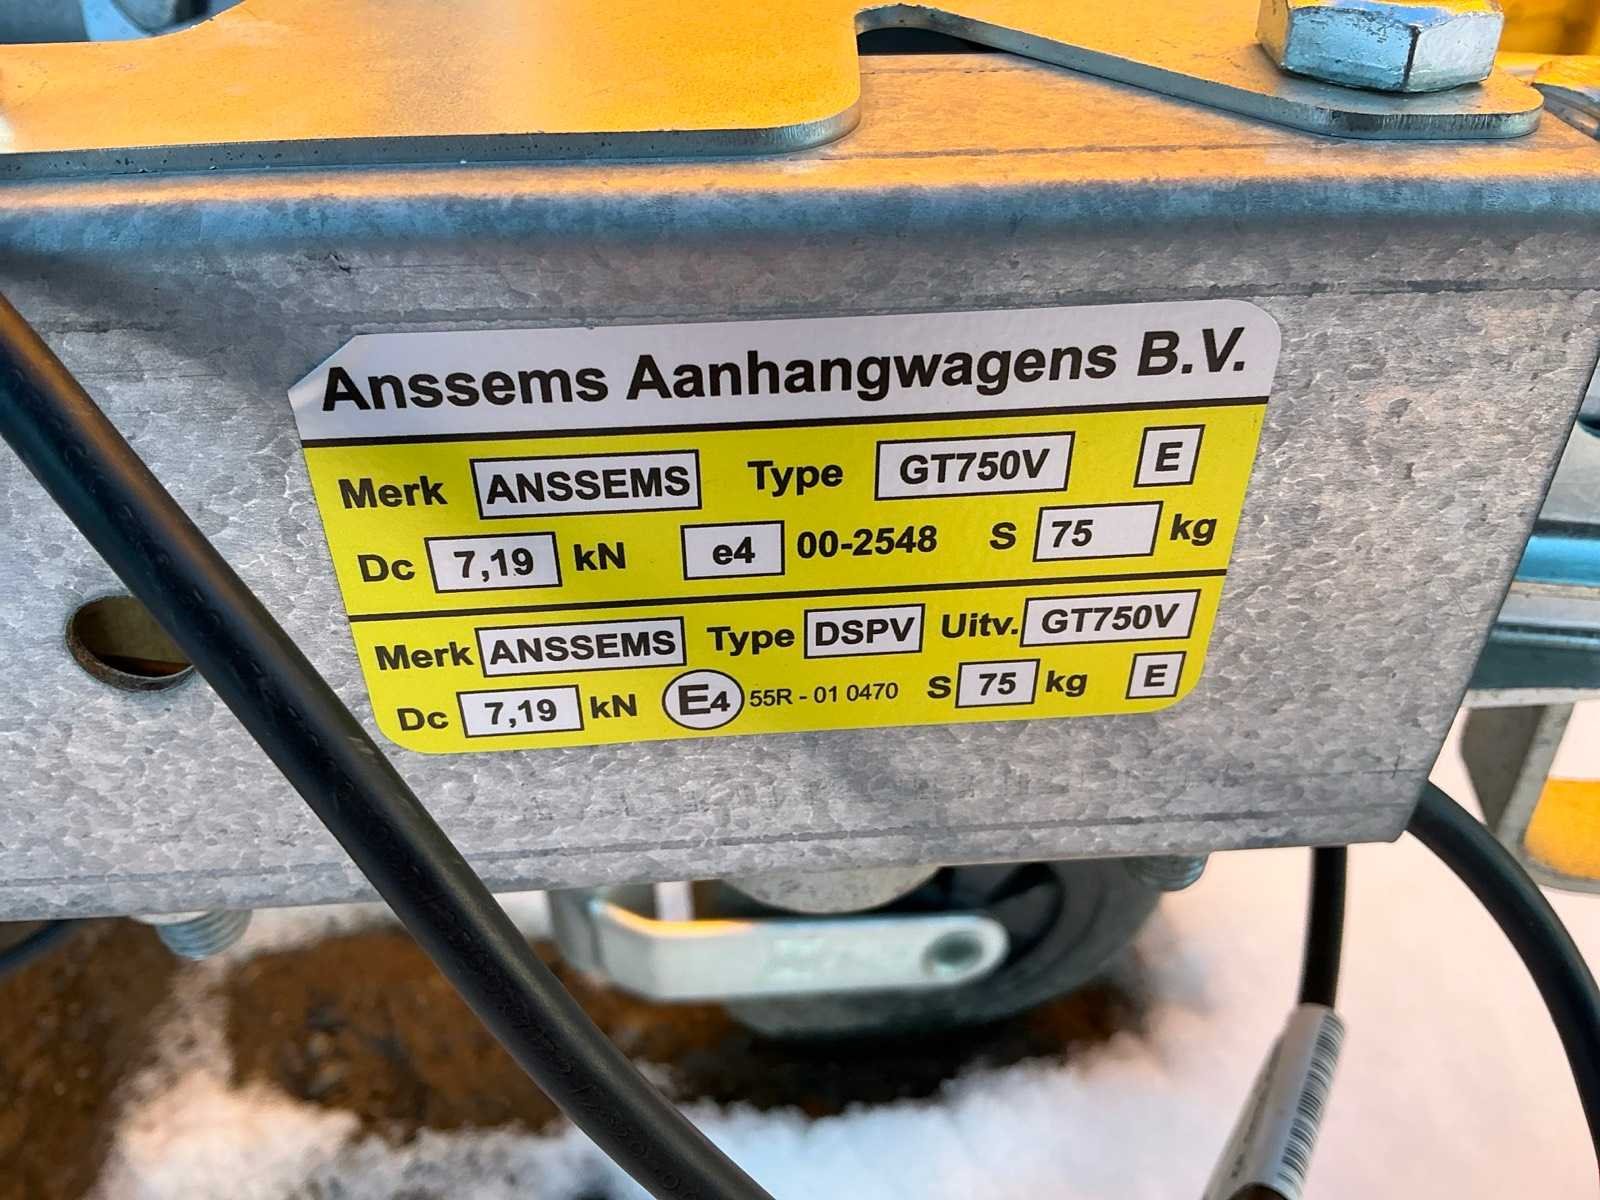 Anssems Aanhangwagens B.V.
Merk ANSSEMS Type GT750V E
Dc 7,19 kN e4 00-2548 S 75 kg
Merk ANSSEMS Type DSPV Uitv. GT750V
Dc 7,19 kN E4 55R - 01 0470 S 75 kg E